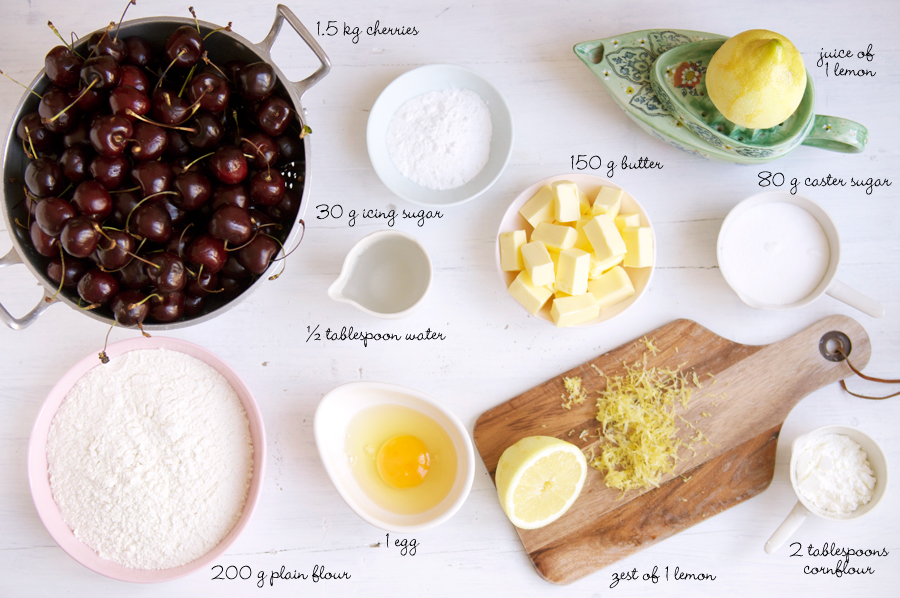 1.5 kg cherries
juice of
1 lemon
150 g butter
80 g caster sugar
30 g icing sugar
½ tablespoon water
1 egg
2 tablespoons
cornflour
200 g plain flour
zest of 1 lemon